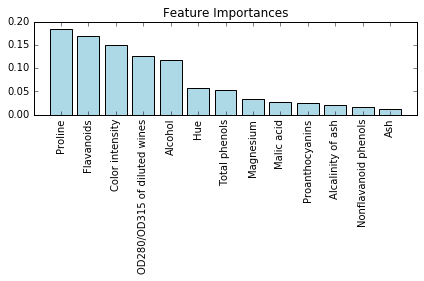 Feature Importances
0.20
0.15
0.10
0.05
0.00
Proline
Flavanoids
Color intensity
OD280/OD315 of diluted wines
Alcohol
Hue
Total phenols
Magnesium
Malic acid
Proanthocyanins
Alcalinity of ash
Nonflavanoid phenols
Ash